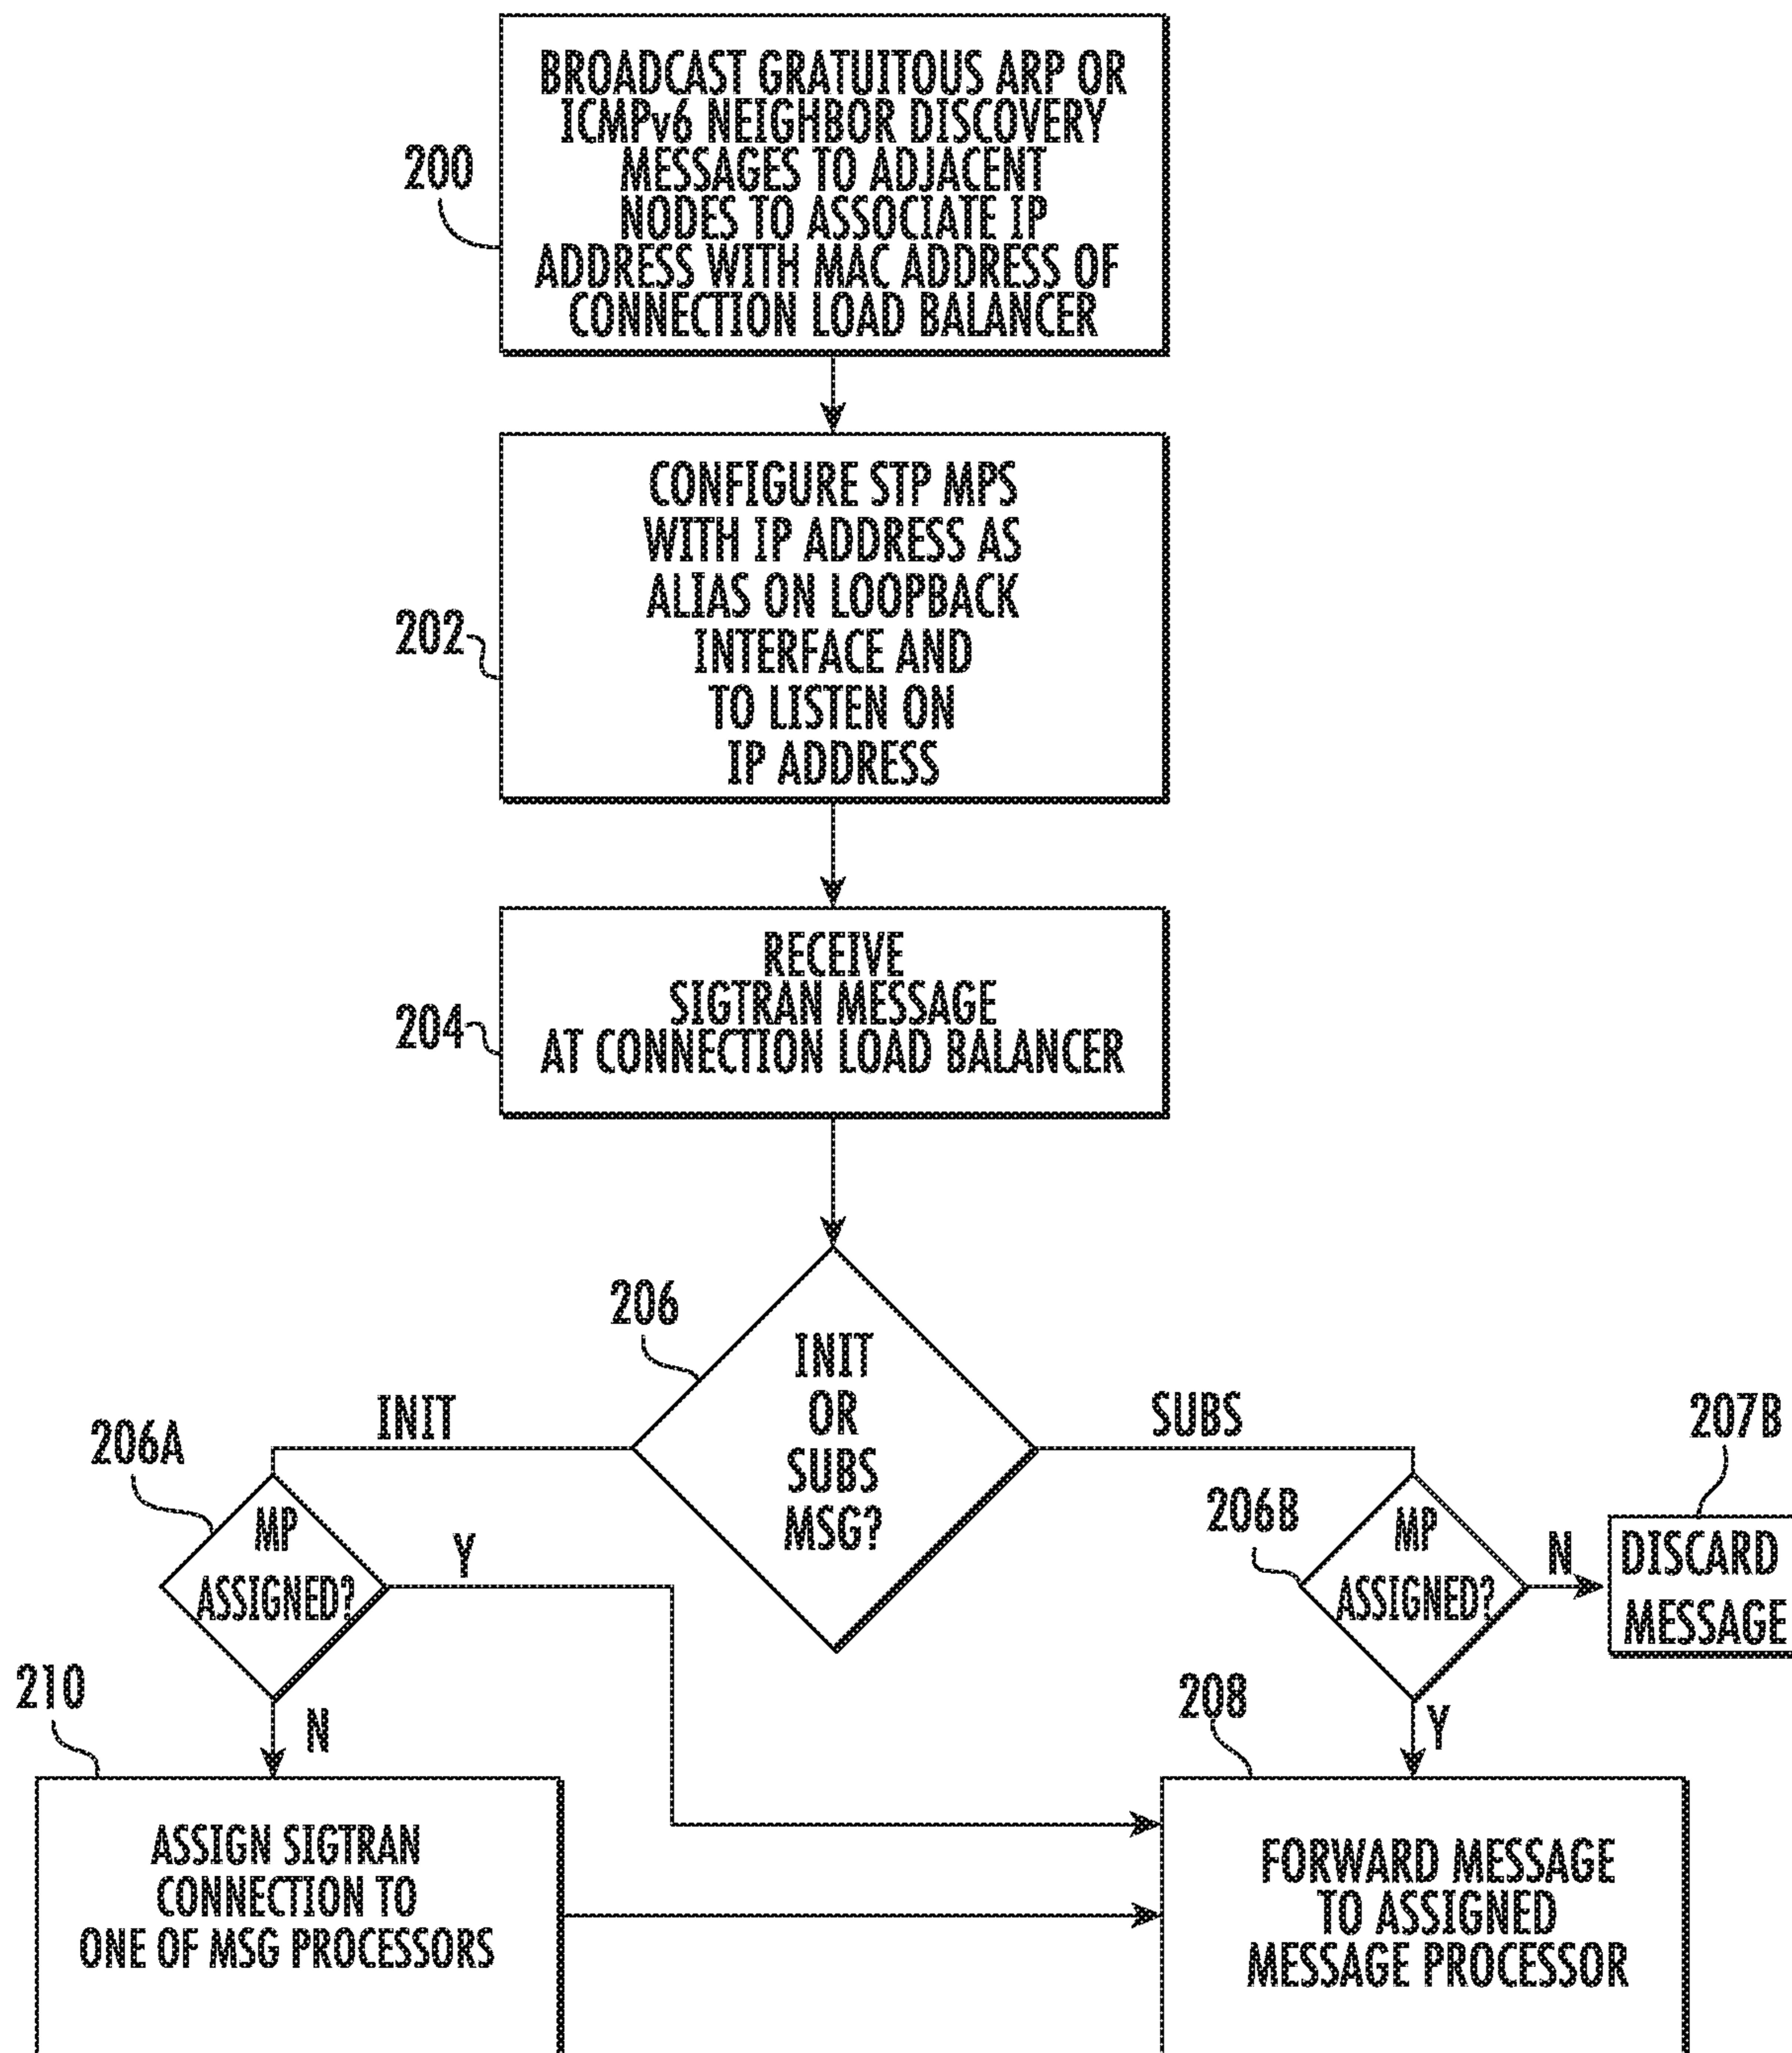 BROADCAST GRATUITOUS ARP OR
ICMPv6 NEIGHBOR DISCOVERY
MESSAGES TO ADJACENT
NODES TO ASSOCIATE IP
ADDRESS WITH MAC ADDRESS OF
CONNECTION LOAD BALANCER
200
CONFIGURE STP MPS
WITH IP ADDRESS AS
ALIAS ON LOOPBACK
INTERFACE AND
TO LISTEN ON
IP ADDRESS
202
RECEIVE
SIGTRAN MESSAGE
AT CONNECTION LOAD BALANCER
204
206
INIT
OR
SUBS
MSG?
INIT
SUBS
206A
MP
ASSIGNED?
Y
N
206B
MP
ASSIGNED?
N
Y
207B
DISCARD
MESSAGE
210
ASSIGN SIGTRAN
CONNECTION TO
ONE OF MSG PROCESSORS
208
FORWARD MESSAGE
TO ASSIGNED
MESSAGE PROCESSOR